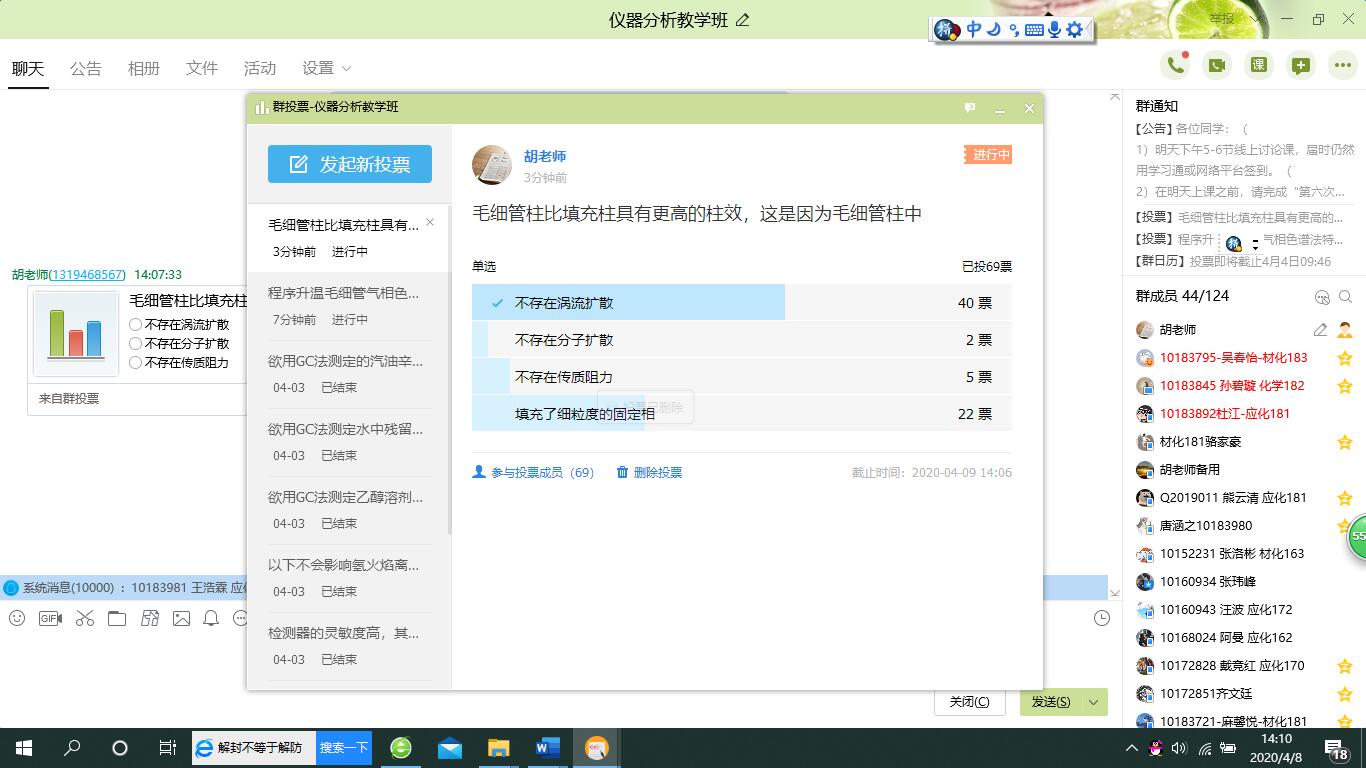 仪器分析教学班
举报
中
聊天 公告 相册 文件 活动 设置
课
群投票-仪器分析教学班
发起新投票
毛细管柱比填充柱具有...
3分钟前 进行中
程序升温毛细管气相色...
7分钟前 进行中
欲用GC法测定的汽油辛...
04-03 已结束
欲用GC法测定水中残留...
04-03 已结束
欲用GC法测定乙醇溶剂...
04-03 已结束
以下不会影响氢火焰离...
04-03 已结束
检测器的灵敏度高，其...
04-03 已结束
胡老师
3分钟前
进行中
毛细管柱比填充柱具有更高的柱效，这是因为毛细管柱中
单选 已投69票
不存在涡流扩散 40 票
不存在分子扩散 2 票
不存在传质阻力 5 票
填充了细粒度的固定相 22 票
投票已删除
参与投票成员（69） 删除投票 截止时间：2020-04-09 14:06
胡老师(1319468567) 14:07:33
毛细管柱比填充柱
不存在涡流扩散
不存在分子扩散
不存在传质阻力
来自群投票
系统消息(10000) ： 10183981 王浩霖 应化
GIF
关闭(C) 发送(S)
群通知
【公告】各位同学： （
1）明天下午5-6节线上讨论课，届时仍然
用学习通或网络平台签到。（
2）在明天上课之前，请完成“第六次...
【投票】毛细管柱比填充柱具有更高的...
【投票】程序升 气相色谱法特...
【群日历】投票即将截止4月4日09:46
群成员 44/124
胡老师
10183795-吴春怡-材化183
10183845 孙碧璇 化学182
10183892杜江-应化181
材化181骆家豪
胡老师备用
Q2019011 熊云清 应化181
唐涵之10183980
10152231 张洛彬 材化163
10160934 张玮峰
10160943 汪波 应化172
10168024 阿曼 应化162
10172828 戴竞红 应化170
10172851齐文廷
10183721-麻馨悦-材化181
55
解封不等于解防 搜索一下
14:10
2020/4/8
18